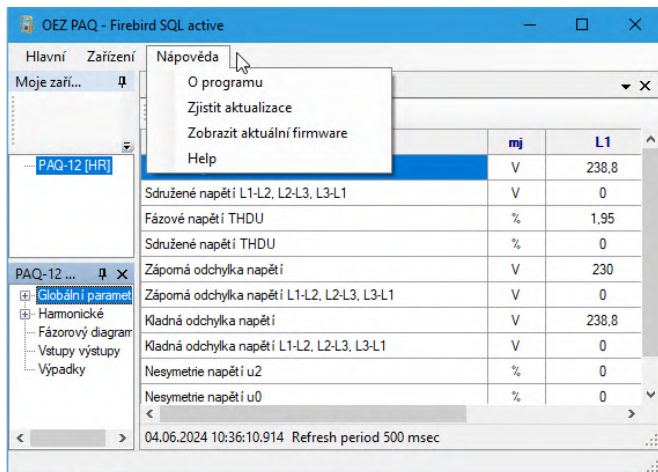 OEZ PAQ - Firebird SQL active
Hlavní Zařízení Nápověda
O programu
Zjistit aktualizace
Zobrazit aktuální firmware
Help
Moje zaří...
PAQ-12 [HR]
PAQ-12 ...
Globální paramet
Harmonické
Fázorový diagram
Vstupy výstupy
Výpadky
mj L1
V 238,8
Sdružené napětí L1-L2, L2-L3, L3-L1 V 0
Fázové napětí THDU % 1,95
Sdružené napětí THDU % 0
Záporná odchylka napětí V 230
Záporná odchylka napětí L1-L2, L2-L3, L3-L1 V 0
Kladná odchylka napětí V 238,8
Kladná odchylka napětí L1-L2, L2-L3, L3-L1 V 0
Nesymetrie napětí u2 % 0
Nesymetrie napětí u0 % 0
04.06.2024 10:36:10.914 Refresh period 500 msec